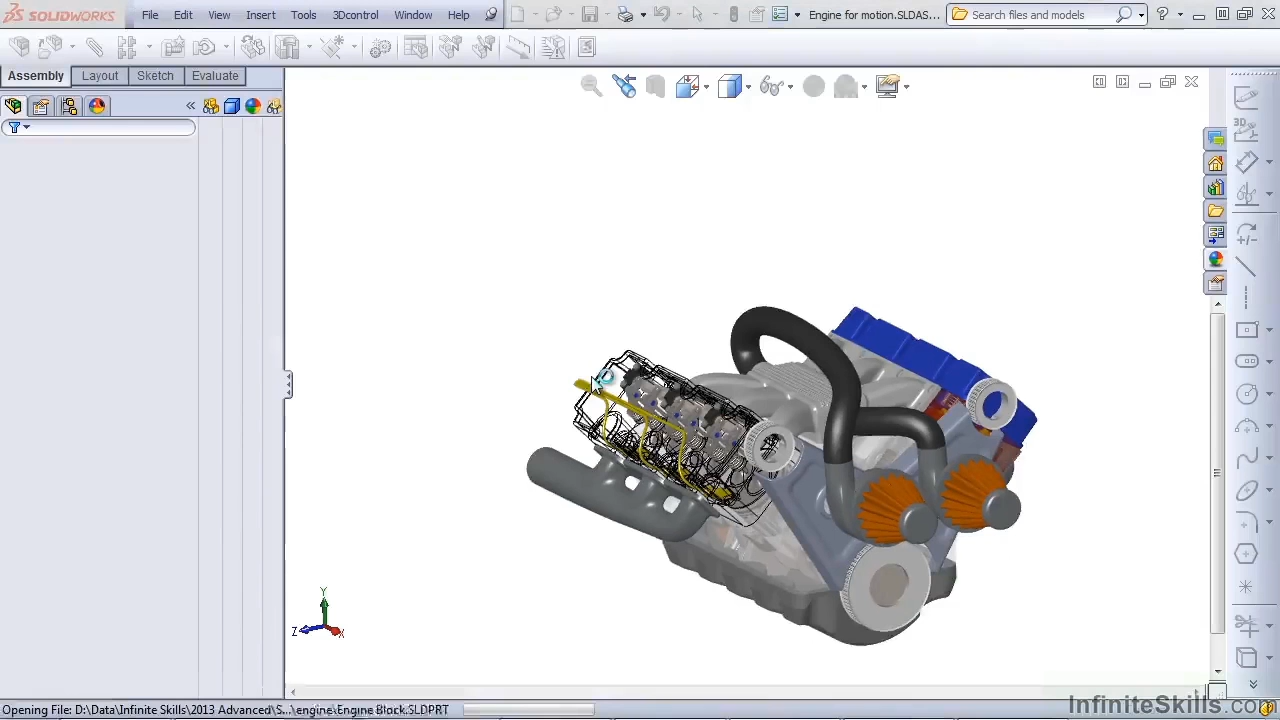 SOLIDWORKS File Edit View Insert Tools 3Dcontrol Window Help Engine for motion.SLDAS... Search files and models
Assembly Layout Sketch Evaluate
3D
Y
Z X
Opening File: D:\Data\Infinite Skills\2013 Advanced\S...\engine\Engine Block.SLDPRT
InfiniteSkills.com